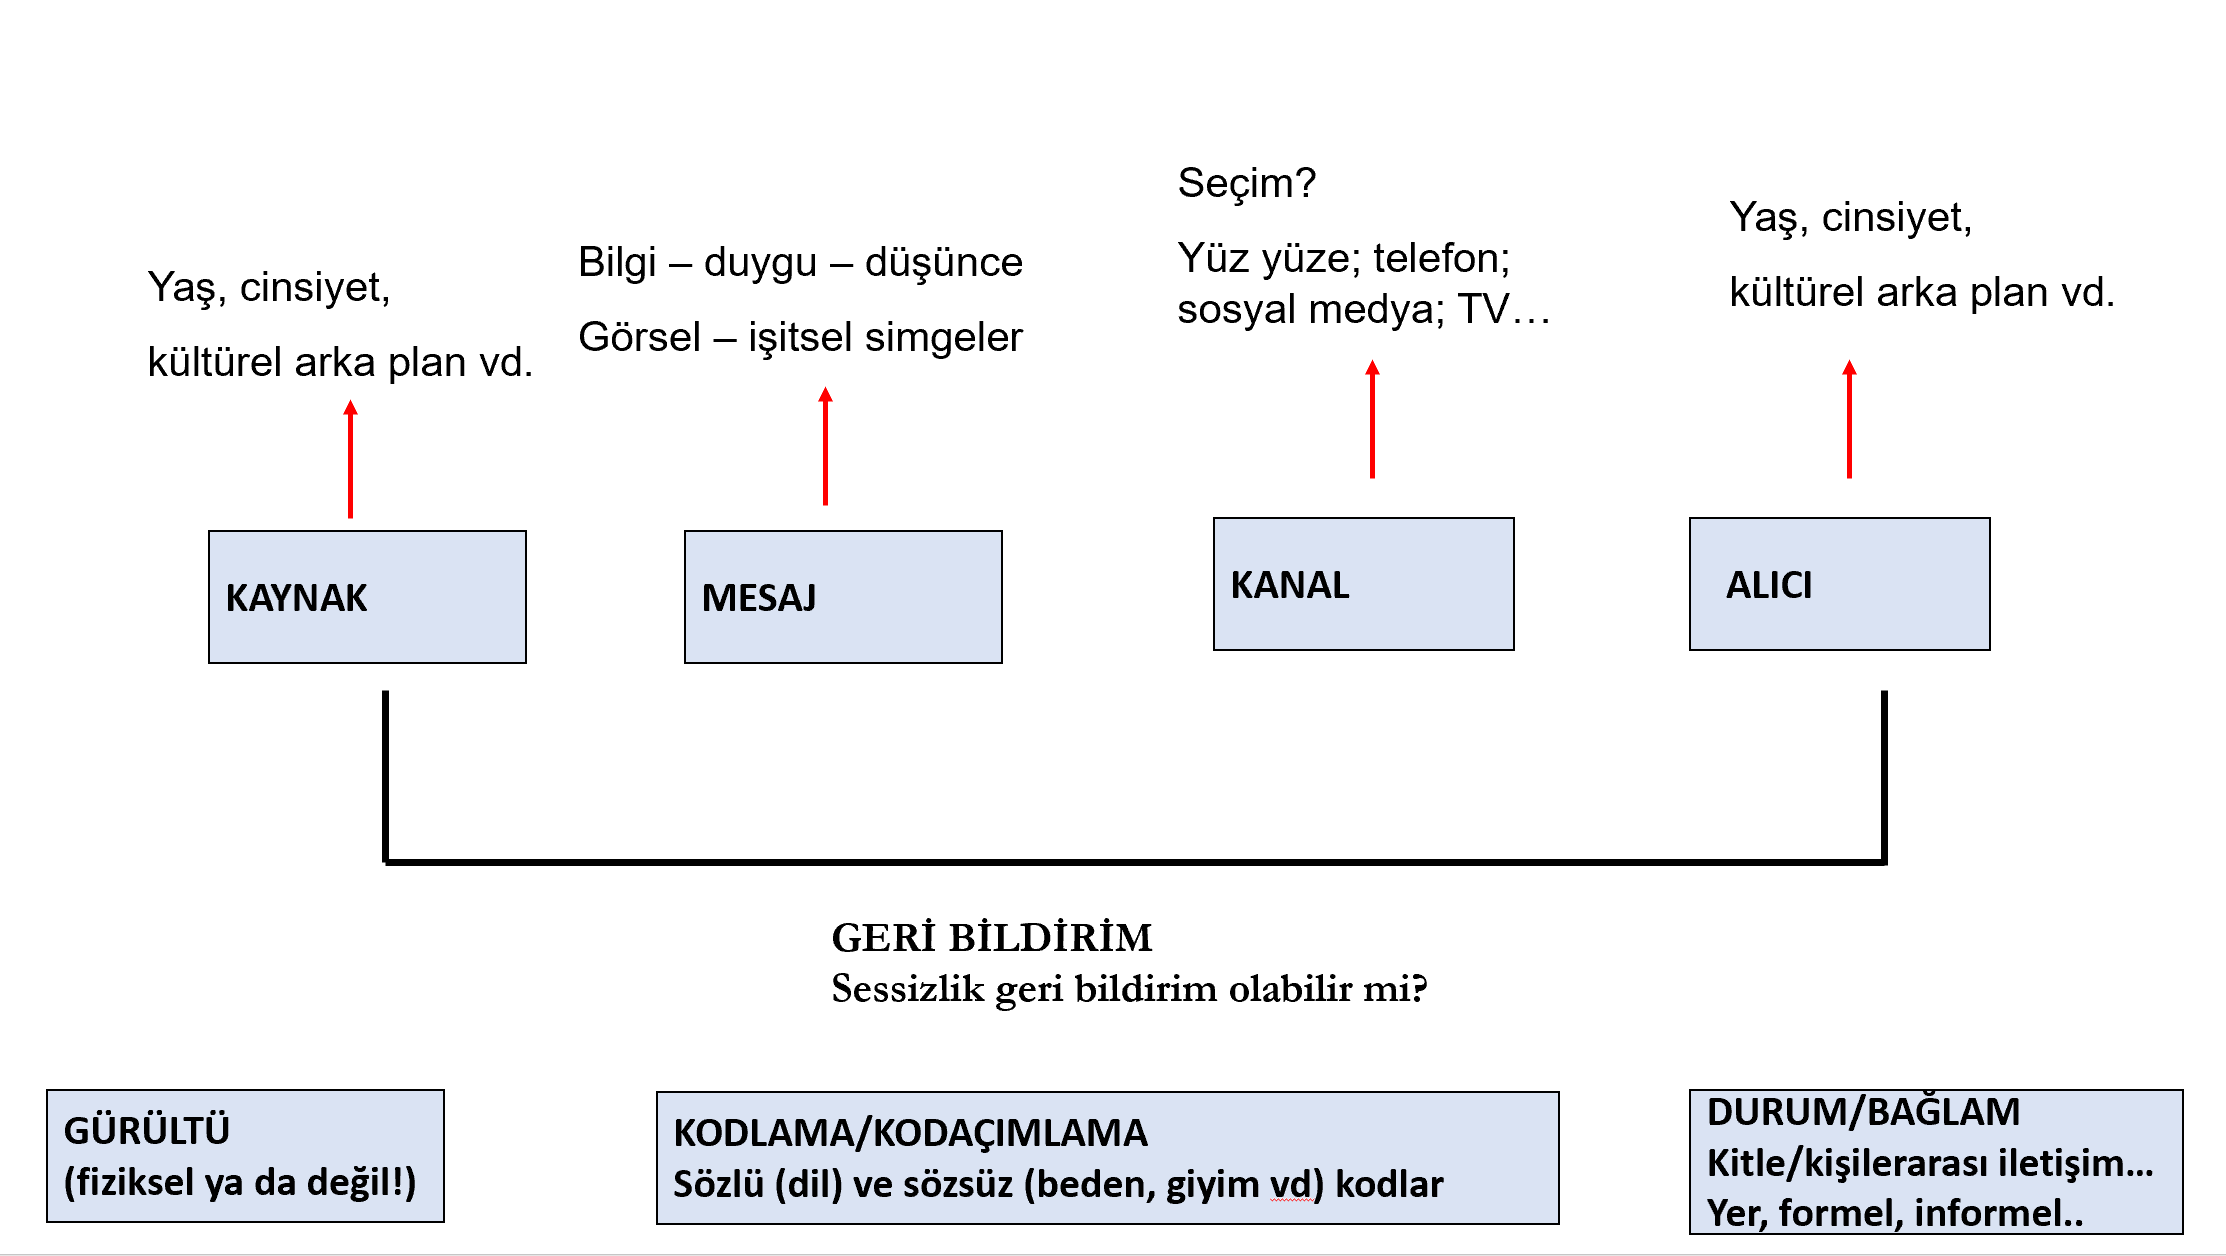 Yaş, cinsiyet,
kültürel arka plan vd.
Bilgi – duygu – düşünce
Görsel – işitsel simgeler
Seçim?
Yüz yüze; telefon;
sosyal medya; TV…
Yaş, cinsiyet,
kültürel arka plan vd.
KAYNAK
MESAJ
KANAL
ALICI
GERİ BİLDİRİM
Sessizlik geri bildirim olabilir mi?
GÜRÜLTÜ
(fiziksel ya da değil!)
KODLAMA/KODAÇIMLAMA
Sözlü (dil) ve sözsüz (beden, giyim vd) kodlar
DURUM/BAĞLAM
Kitle/kişilerarası iletişim…
Yer, formel, informel..